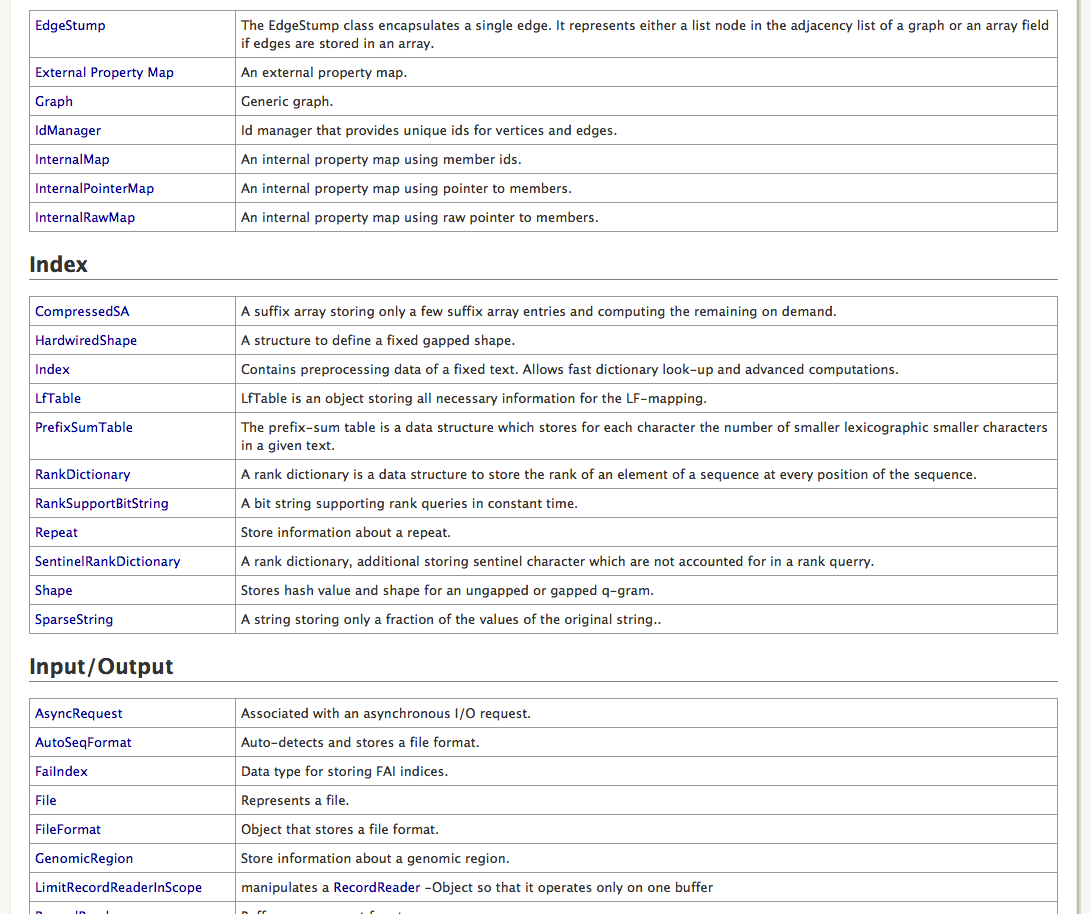 EdgeStump The EdgeStump class encapsulates a single edge. It represents either a list node in the adjacency list of a graph or an array field
if edges are stored in an array.
External Property Map An external property map.
Graph Generic graph.
IdManager Id manager that provides unique ids for vertices and edges.
InternalMap An internal property map using member ids.
InternalPointerMap An internal property map using pointer to members.
InternalRawMap An internal property map using raw pointer to members.
Index
CompressedSA A suffix array storing only a few suffix array entries and computing the remaining on demand.
HardwiredShape A structure to define a fixed gapped shape.
Index Contains preprocessing data of a fixed text. Allows fast dictionary look-up and advanced computations.
LfTable LfTable is an object storing all necessary information for the LF-mapping.
PrefixSumTable The prefix-sum table is a data structure which stores for each character the number of smaller lexicographic smaller characters
in a given text.
RankDictionary A rank dictionary is a data structure to store the rank of an element of a sequence at every position of the sequence.
RankSupportBitString A bit string supporting rank queries in constant time.
Repeat Store information about a repeat.
SentinelRankDictionary A rank dictionary, additional storing sentinel character which are not accounted for in a rank querry.
Shape Stores hash value and shape for an ungapped or gapped q-gram.
SparseString A string storing only a fraction of the values of the original string..
Input/Output
AsyncRequest Associated with an asynchronous I/O request.
AutoSeqFormat Auto-detects and stores a file format.
FaiIndex Data type for storing FAI indices.
File Represents a file.
FileFormat Object that stores a file format.
GenomicRegion Store information about a genomic region.
LimitRecordReaderInScope manipulates a RecordReader -Object so that it operates only on one buffer